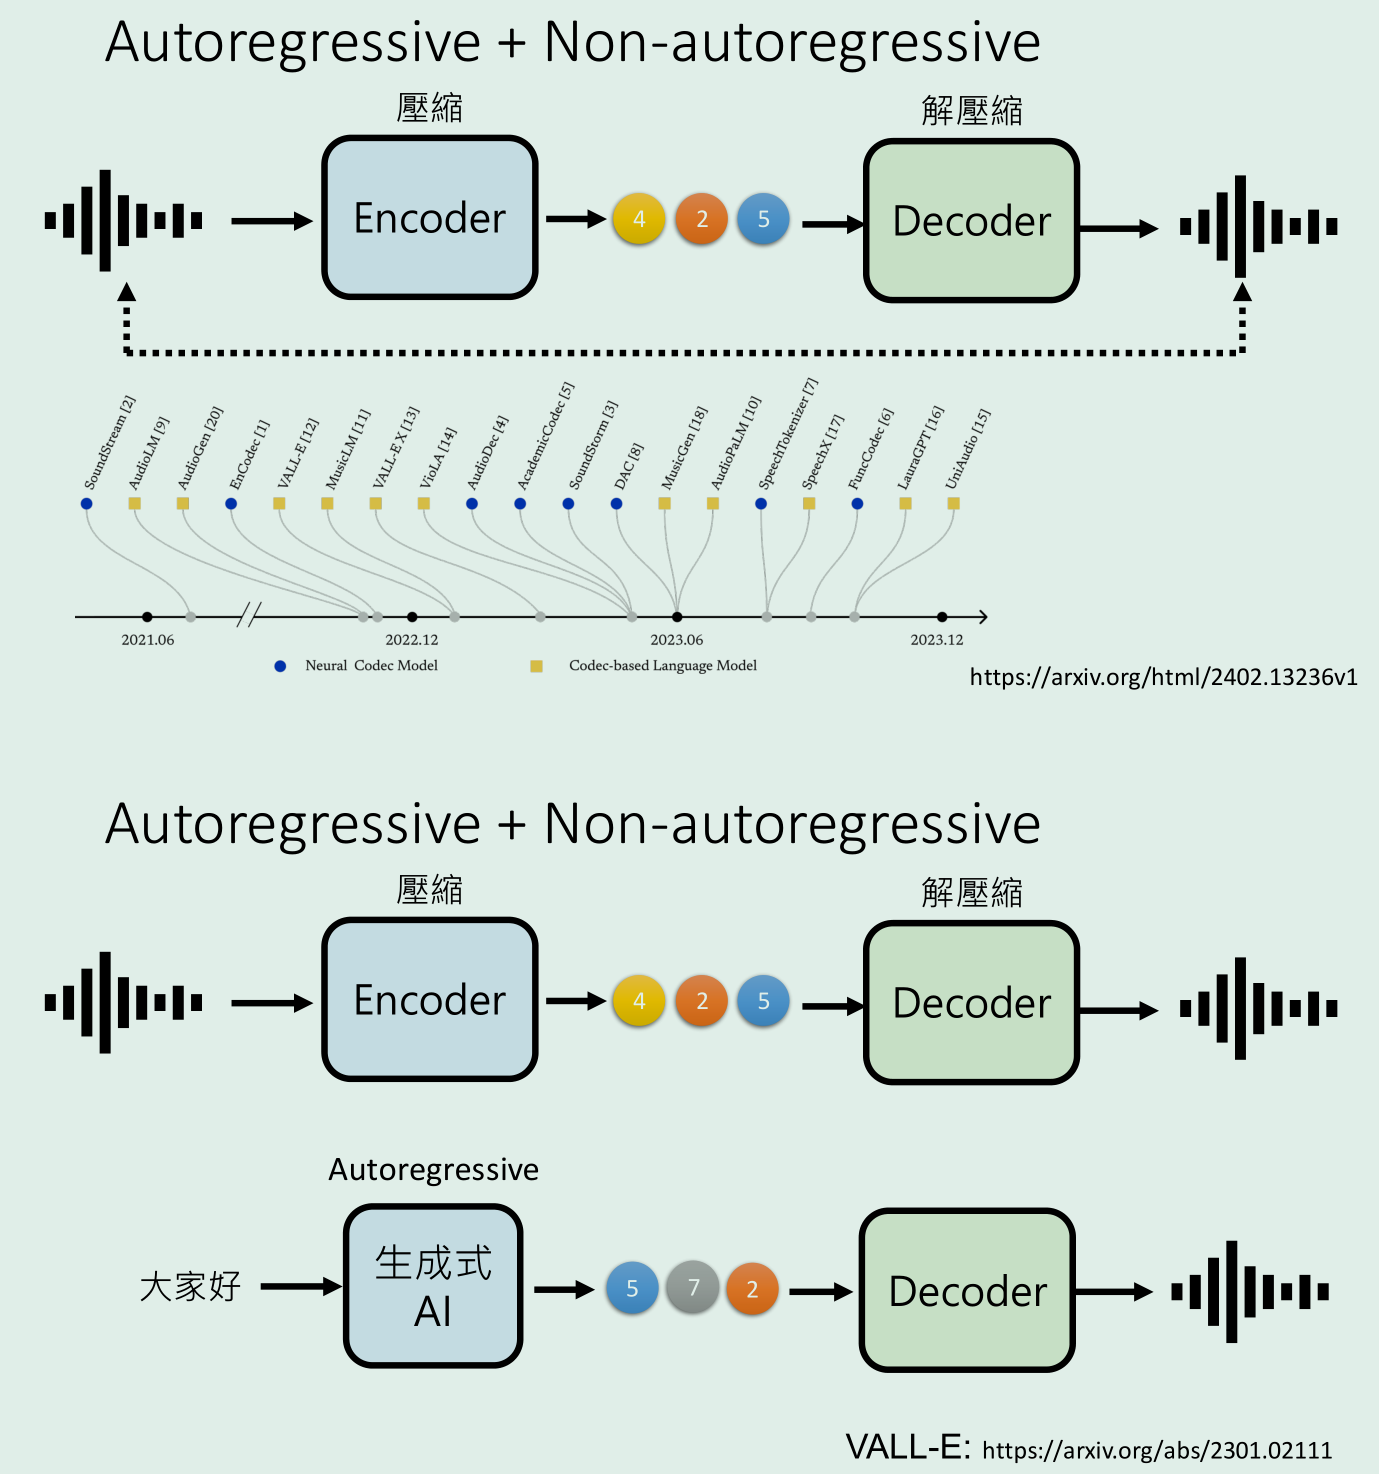 Autoregressive + Non-autoregressive
壓縮
解壓縮
Encoder
4 2 5
Decoder
SoundStream [2]
AudioLM [9]
AudioGen [20]
EnCodec [1]
VALL-E [12]
MusicLM [11]
VALL-E X [13]
VioLA [14]
AudioDec [4]
AcademicCodec [5]
SoundStorm [3]
DAC [8]
MusicGen [18]
AudioPaLM [10]
SpeechTokenizer [7]
SpeechX [17]
FuncCodec [6]
LauraGPT [16]
UniAudio [15]
2021.06
2022.12
2023.06
2023.12
Neural Codec Model
Codec-based Language Model
https://arxiv.org/html/2402.13236v1
Autoregressive + Non-autoregressive
壓縮
解壓縮
Encoder
4 2 5
Decoder
Autoregressive
大家好
生成式
AI
5 7 2
Decoder
VALL-E: https://arxiv.org/abs/2301.02111